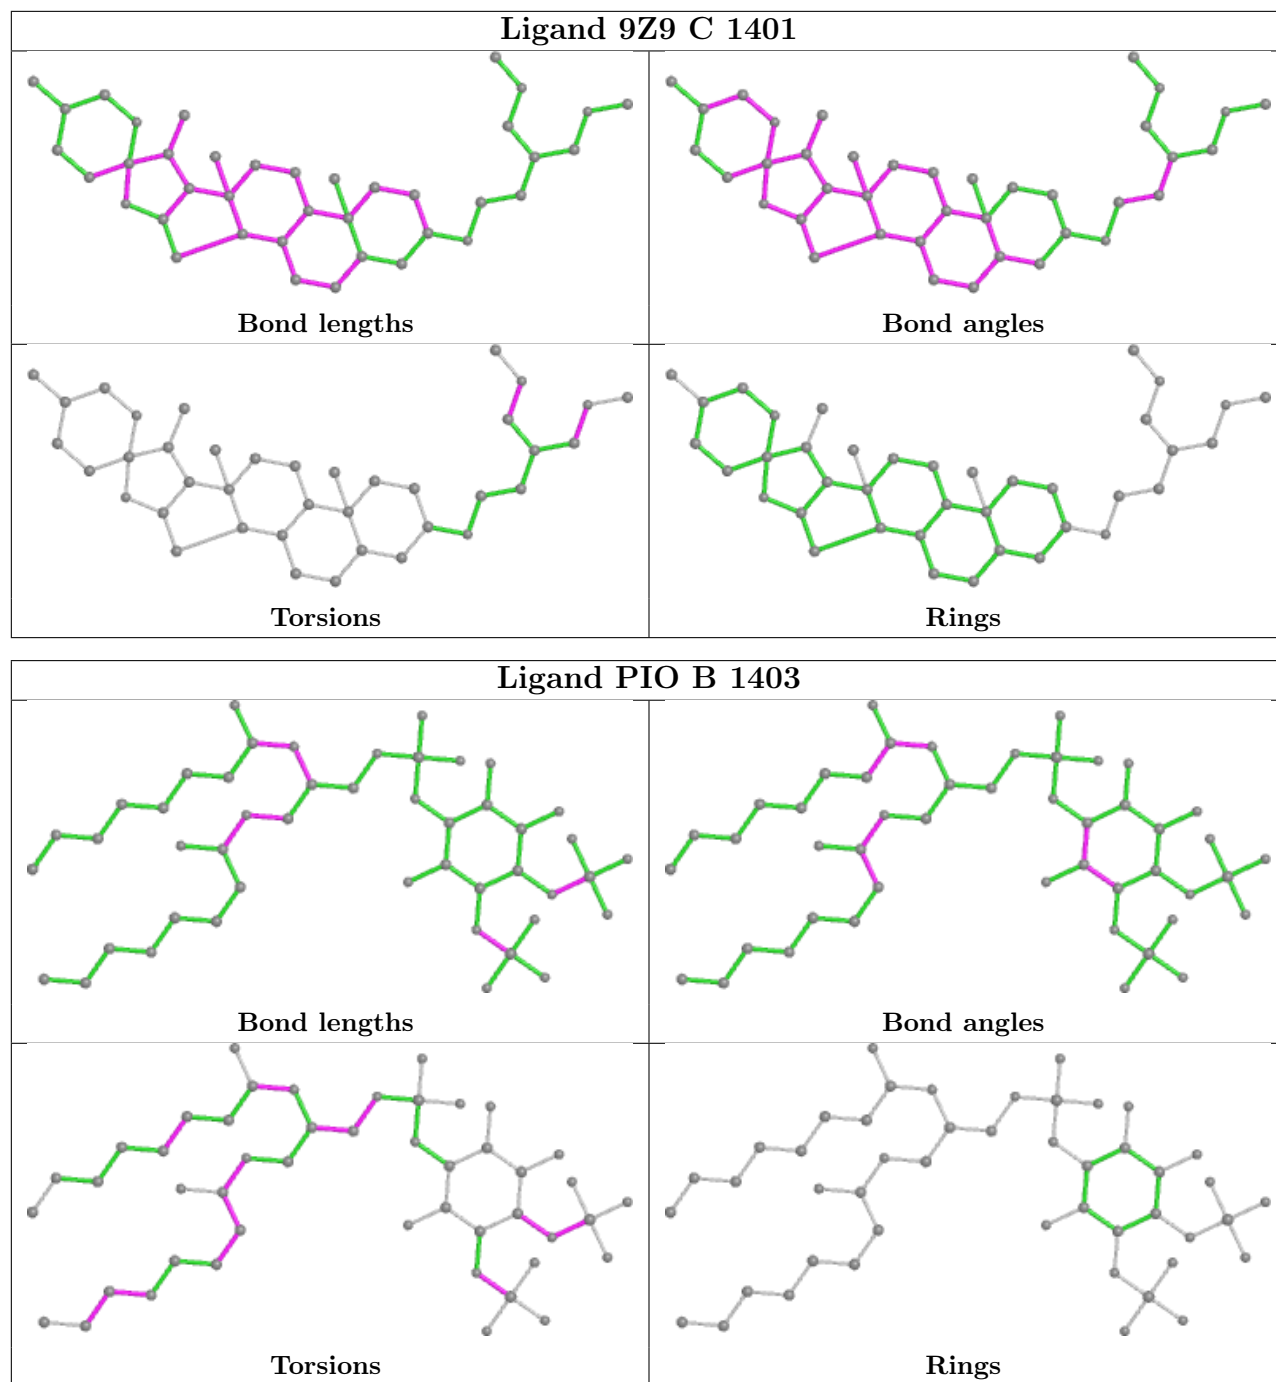 Ligand 9Z9 C 1401
Bond lengths
Bond angles
Torsions
Rings
Ligand PIO B 1403
Bond lengths
Bond angles
Torsions
Rings